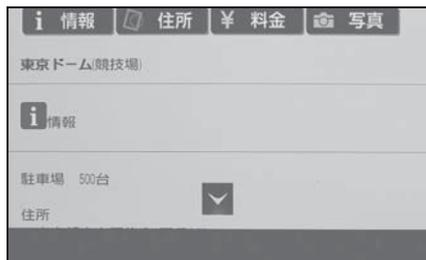 i 情報 住所 ¥ 料金 写真
東京ドーム(競技場)
i 情報
駐車場 500台
住所